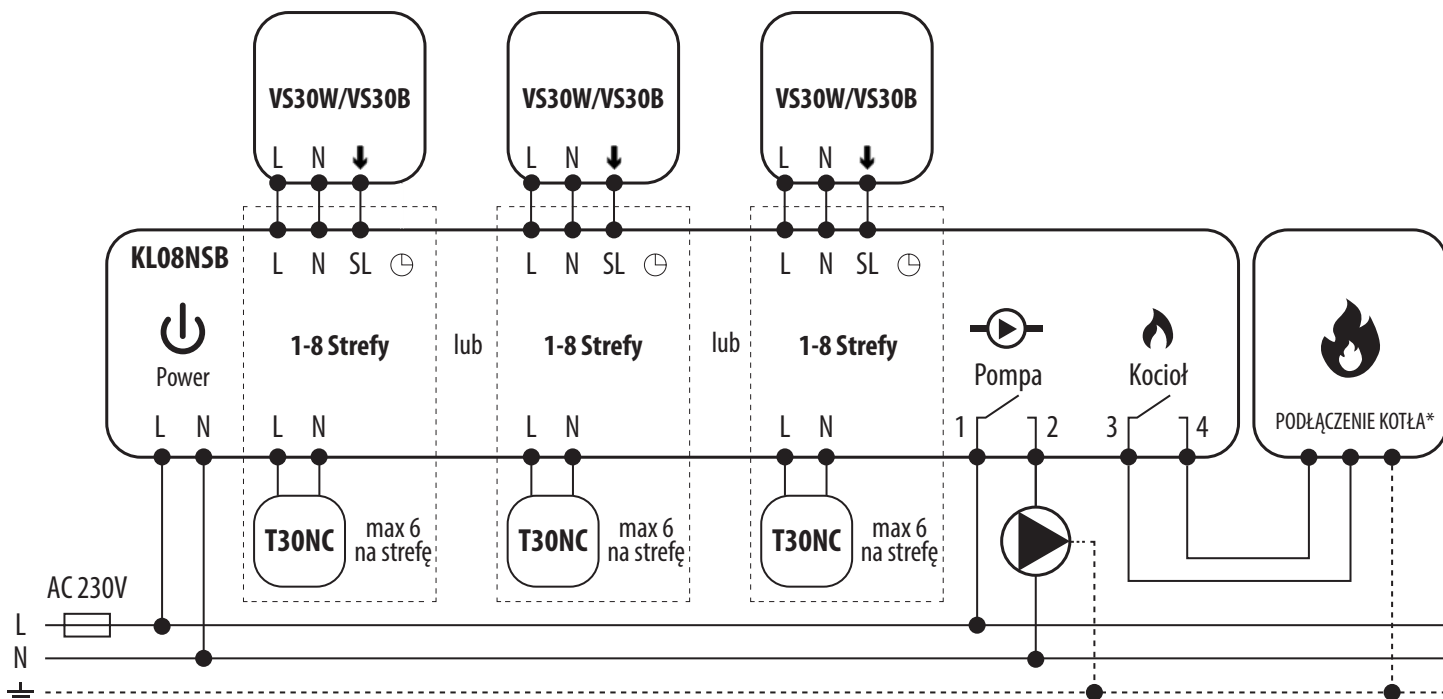 VS30W/VS30B VS30W/VS30B VS30W/VS30B
L N L N L N
KL08NSB
L N SL L N SL L N SL
1-8 Strefy lub 1-8 Strefy lub 1-8 Strefy
Power
Pompa Kocioł
PODŁĄCZENIE KOTŁA*
L N L N L N L N 1 2 3 4
T30NC max 6
na strefę
T30NC max 6
na strefę
T30NC max 6
na strefę
AC 230V
L
N